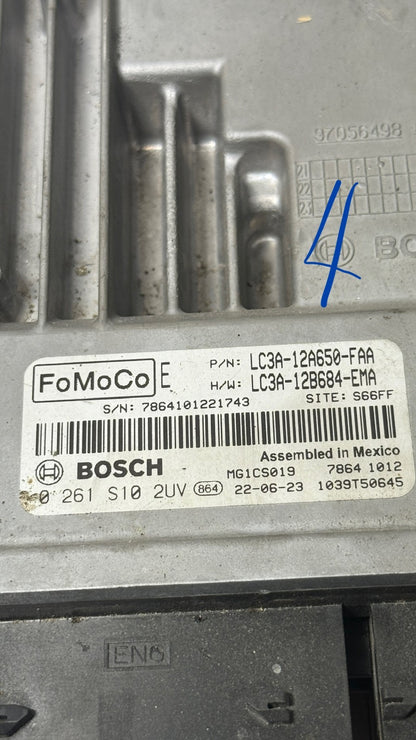 97056498
21
22
23
4
BO
FoMoCo E
P/N: LC3A-12A650-FAA
H/W: LC3A-12B684-EMA
S/N: 7864101221743
SITE: S66FF
Assembled in Mexico
BOSCH
MG1CS019 7864 1012
0 261 S10 2UV 864 22-06-23 1039T50645
EN8